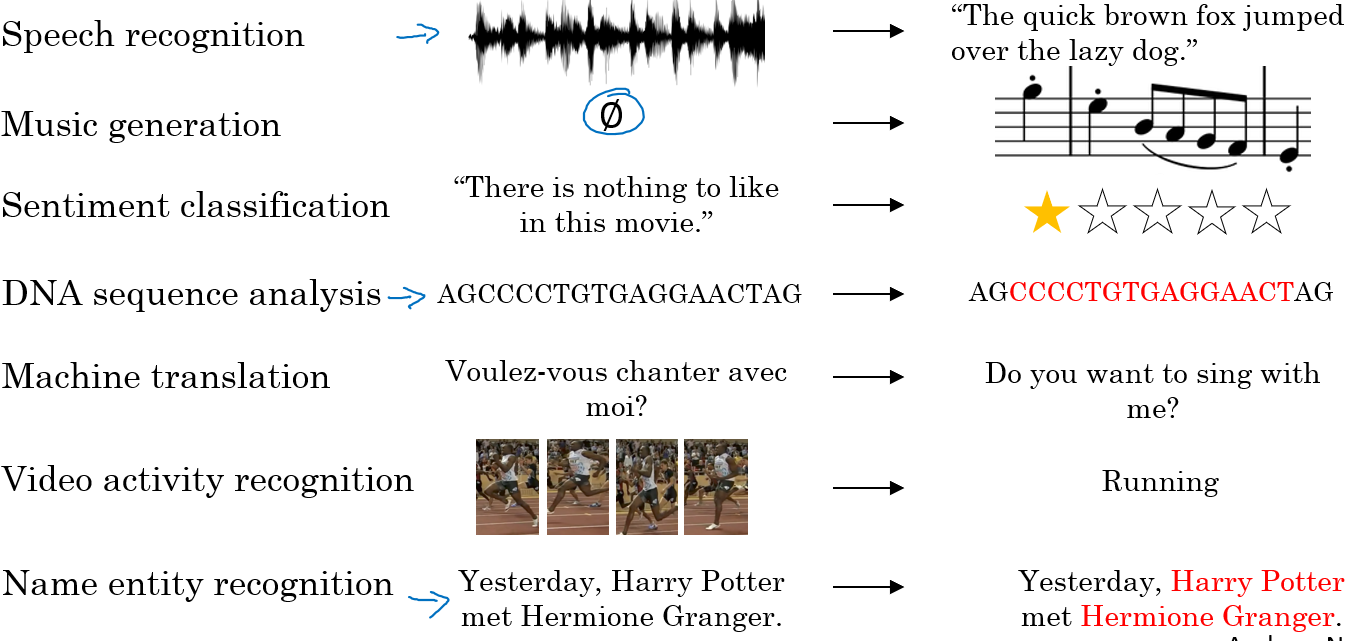 Speech recognition
“The quick brown fox jumped
over the lazy dog.”
Music generation
Ø
Sentiment classification
“There is nothing to like
in this movie.”
DNA sequence analysis
AGCCCCTGTGAGGAACTAG
AGCCCCTGTGAGGAACTAG
Machine translation
Voulez-vous chanter avec
moi?
Do you want to sing with
me?
Video activity recognition
Running
Name entity recognition
Yesterday, Harry Potter
met Hermione Granger.
Yesterday, Harry Potter
met Hermione Granger.